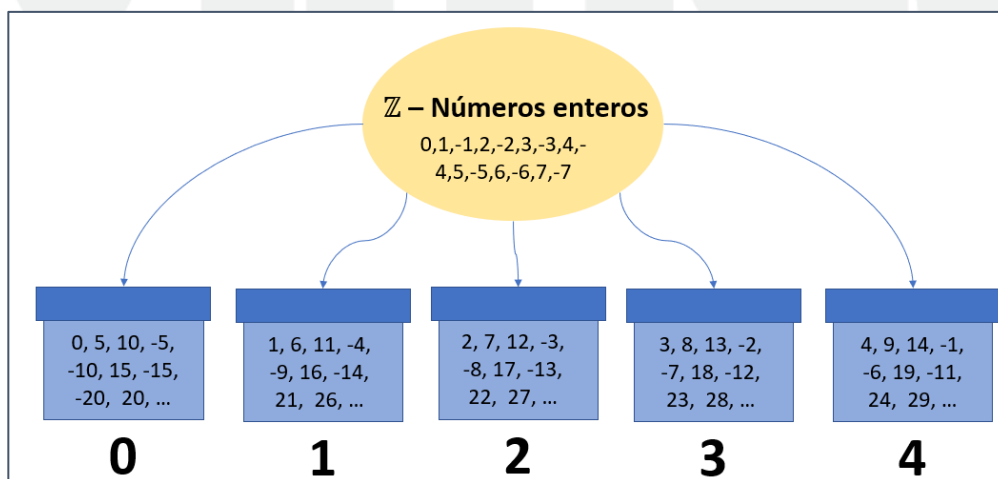 ℤ – Números enteros
0,1,-1,2,-2,3,-3,4,-
4,5,-5,6,-6,7,-7
0, 5, 10, -5,
-10, 15, -15,
-20, 20, ...
1, 6, 11, -4,
-9, 16, -14,
21, 26, ...
2, 7, 12, -3,
-8, 17, -13,
22, 27, ...
3, 8, 13, -2,
-7, 18, -12,
23, 28, ...
4, 9, 14, -1,
-6, 19, -11,
24, 29, ...
0
1
2
3
4